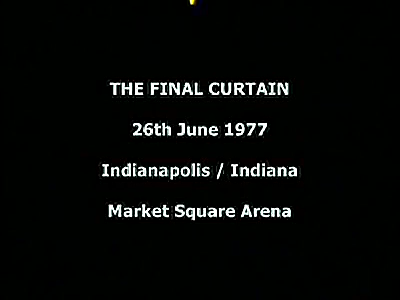 THE FINAL CURTAIN
26th June 1977
Indianapolis / Indiana
Market Square Arena